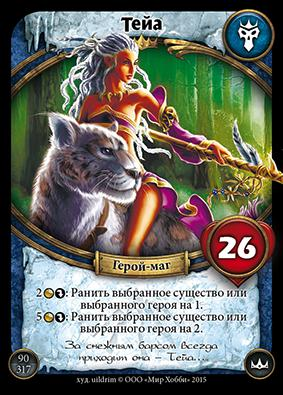 Тейа
26
Герой-маг
2: Ранить выбранное существо или
выбранного героя на 1.
5: Ранить выбранное существо или
выбранного героя на 2.
За снежным барсом всегда
приходит она – Тейа...
90
317
худ. uildrim © ООО «Мир Хобби» 2015